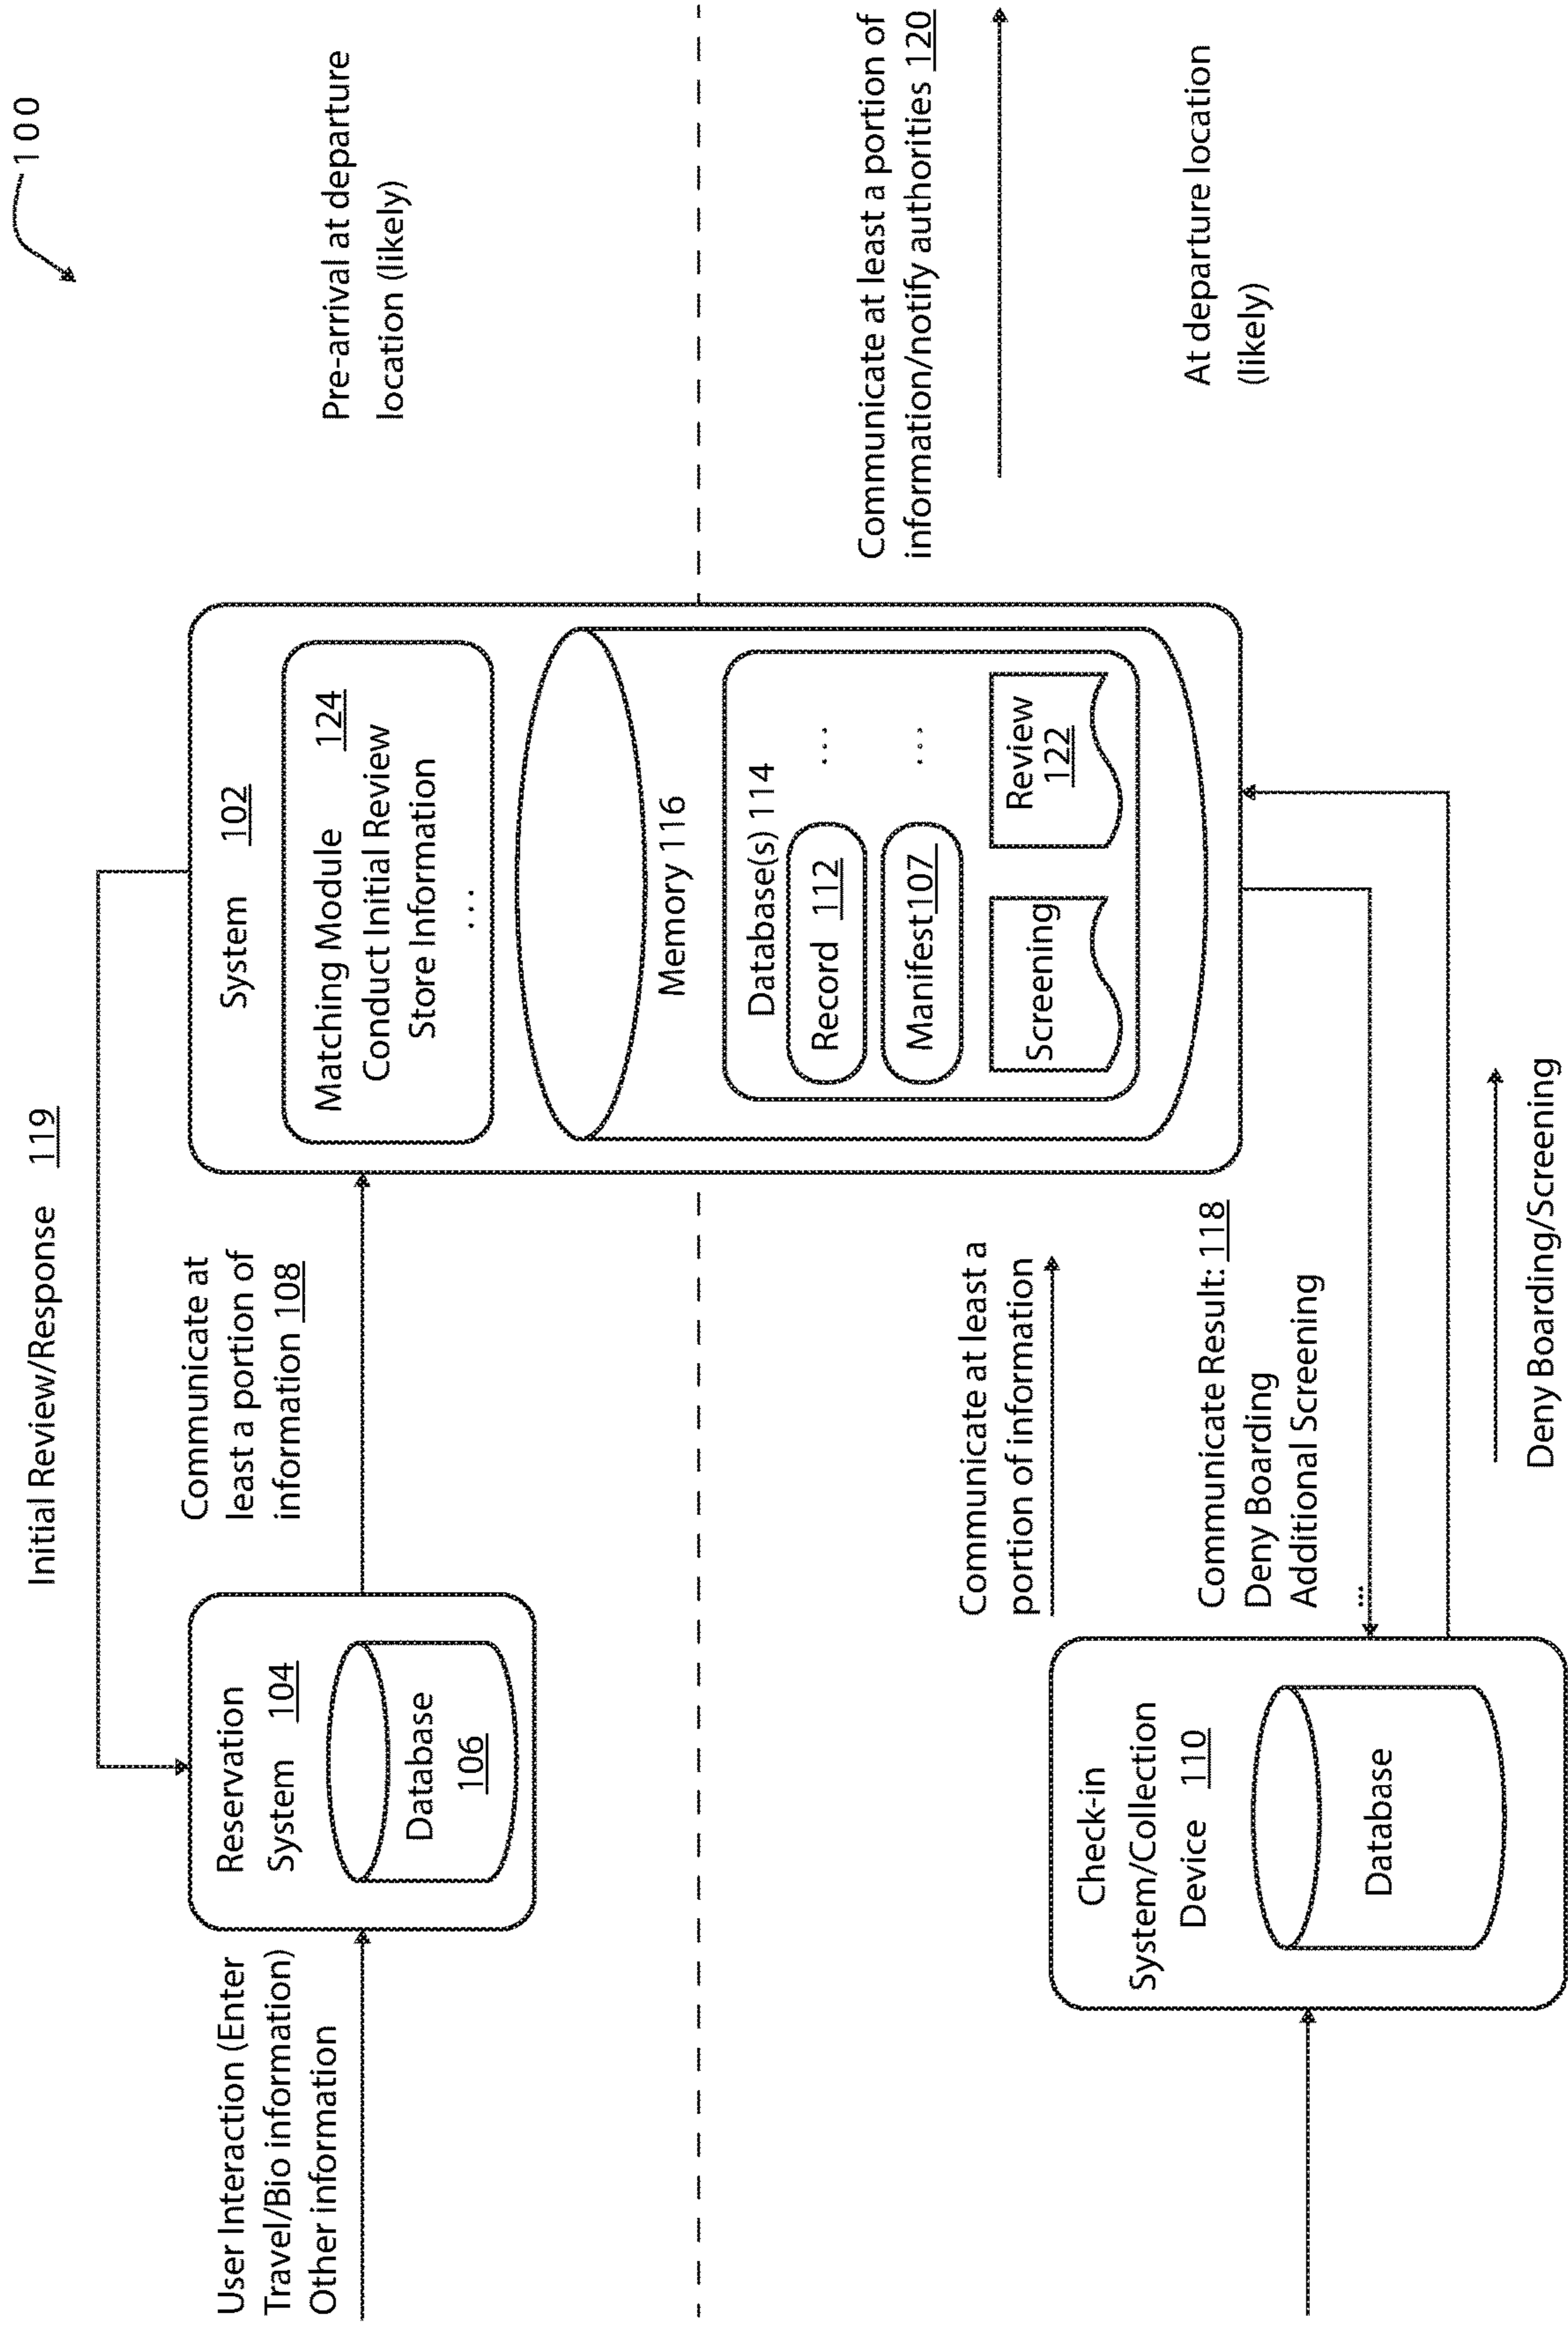 100
Initial Review/Response 119
Pre-arrival at departure
location (likely)
User Interaction (Enter
Travel/Bio information)
Other information
Reservation
System 104
Database
106
Communicate at
least a portion of
information 108
System 102
Matching Module 124
Conduct Initial Review
Store Information
...
Memory 116
Database(s) 114
Record 112 ...
Manifest 107 ...
Screening
Review
122
Communicate at least a portion of
information/notify authorities 120
At departure location
(likely)
Communicate at least a
portion of information
Communicate Result: 118
Deny Boarding
Additional Screening
...
Check-in
System/Collection
Device 110
Database
Deny Boarding/Screening